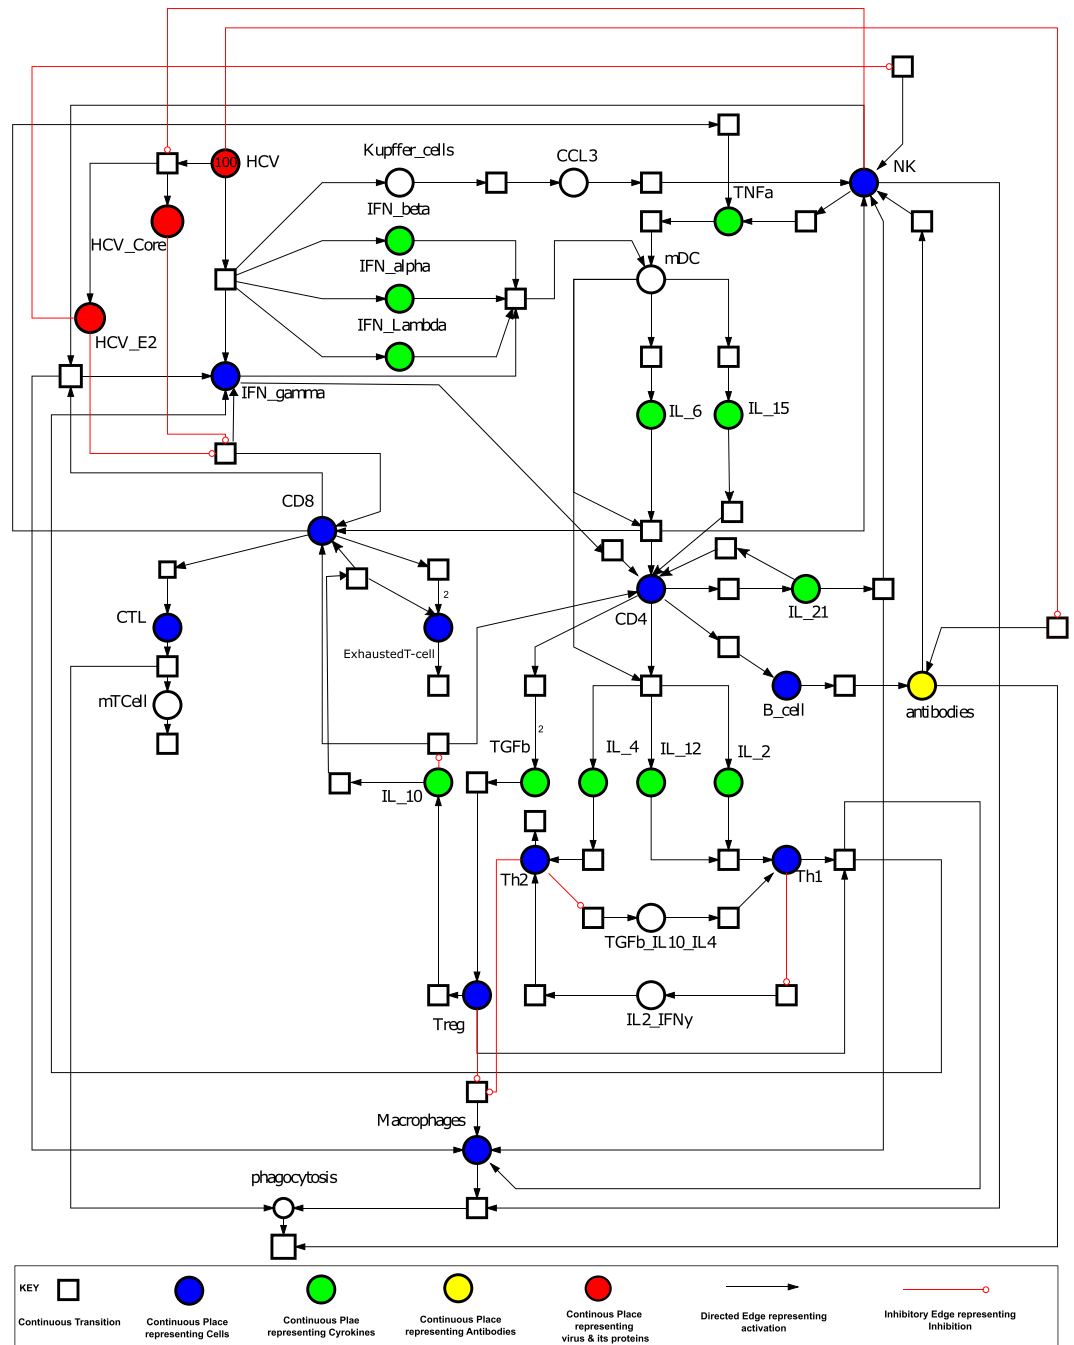 Kupffer_cells
CCL3
NK
100 HCV
TNFa
IFN_beta
HCV_Core
mDC
IFN_alpha
IFN_Lambda
HCV_E2
IFN_gamma
IL_6
IL_15
CD8
2
CTL
CD4
IL_21
ExhaustedT-cell
mTCell
B_cell
antibodies
2
TGFb
IL_4
IL_12
IL_2
IL_10
Th2
Th1
TGFb_IL10_IL4
Treg
IL2_IFNy
Macrophages
phagocytosis
KEY
Continuous Transition
Continuous Place
representing Cells
Continuous Plae
representing Cyrokines
Continuous Place
representing Antibodies
Continous Place
representing
virus & its proteins
Directed Edge representing
activation
Inhibitory Edge representing
Inhibition